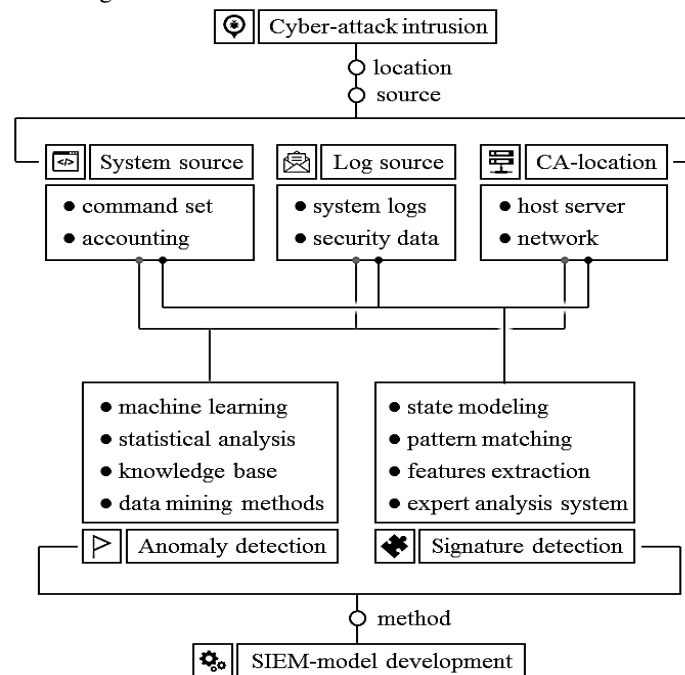 Cyber-attack intrusion
location
source
</> System source
Log source
CA-location
● command set
● accounting
● system logs
● security data
● host server
● network
● machine learning
● statistical analysis
● knowledge base
● data mining methods
● state modeling
● pattern matching
● features extraction
● expert analysis system
Anomaly detection
Signature detection
method
SIEM-model development